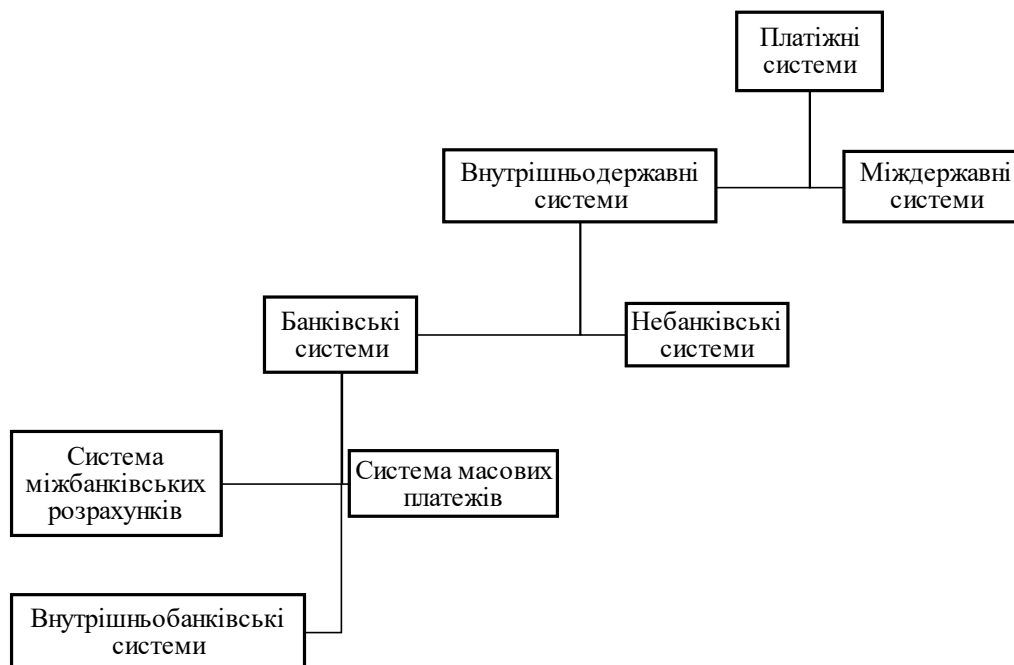 Платіжні
системи
Внутрішньодержавні
системи
Міждержавні
системи
Банківські
системи
Небанківські
системи
Система
міжбанківських
розрахунків
Система масових
платежів
Внутрішньобанківські
системи